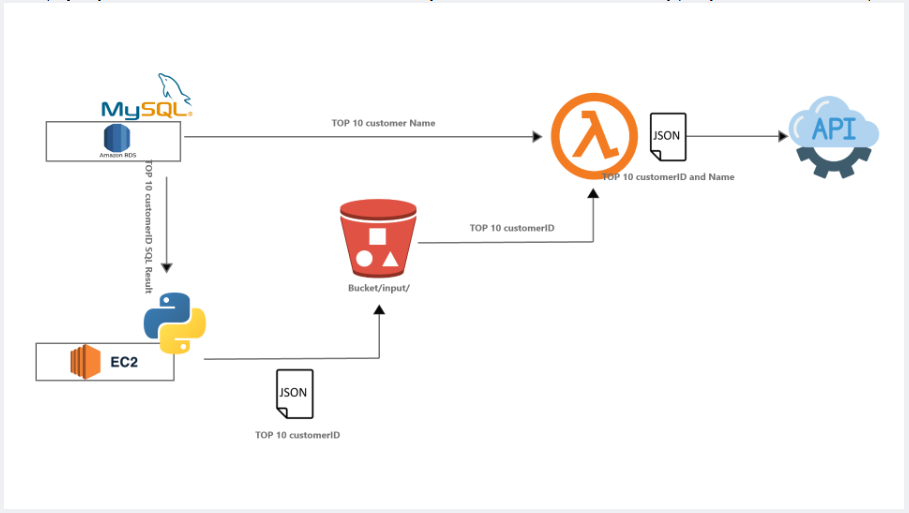 MySQL.
Amazon RDS
TOP 10 customer Name
JSON
API
TOP 10 customerID and Name
TOP 10 customerID SQL Result
TOP 10 customerID
Bucket/input/
EC2
JSON
TOP 10 customerID